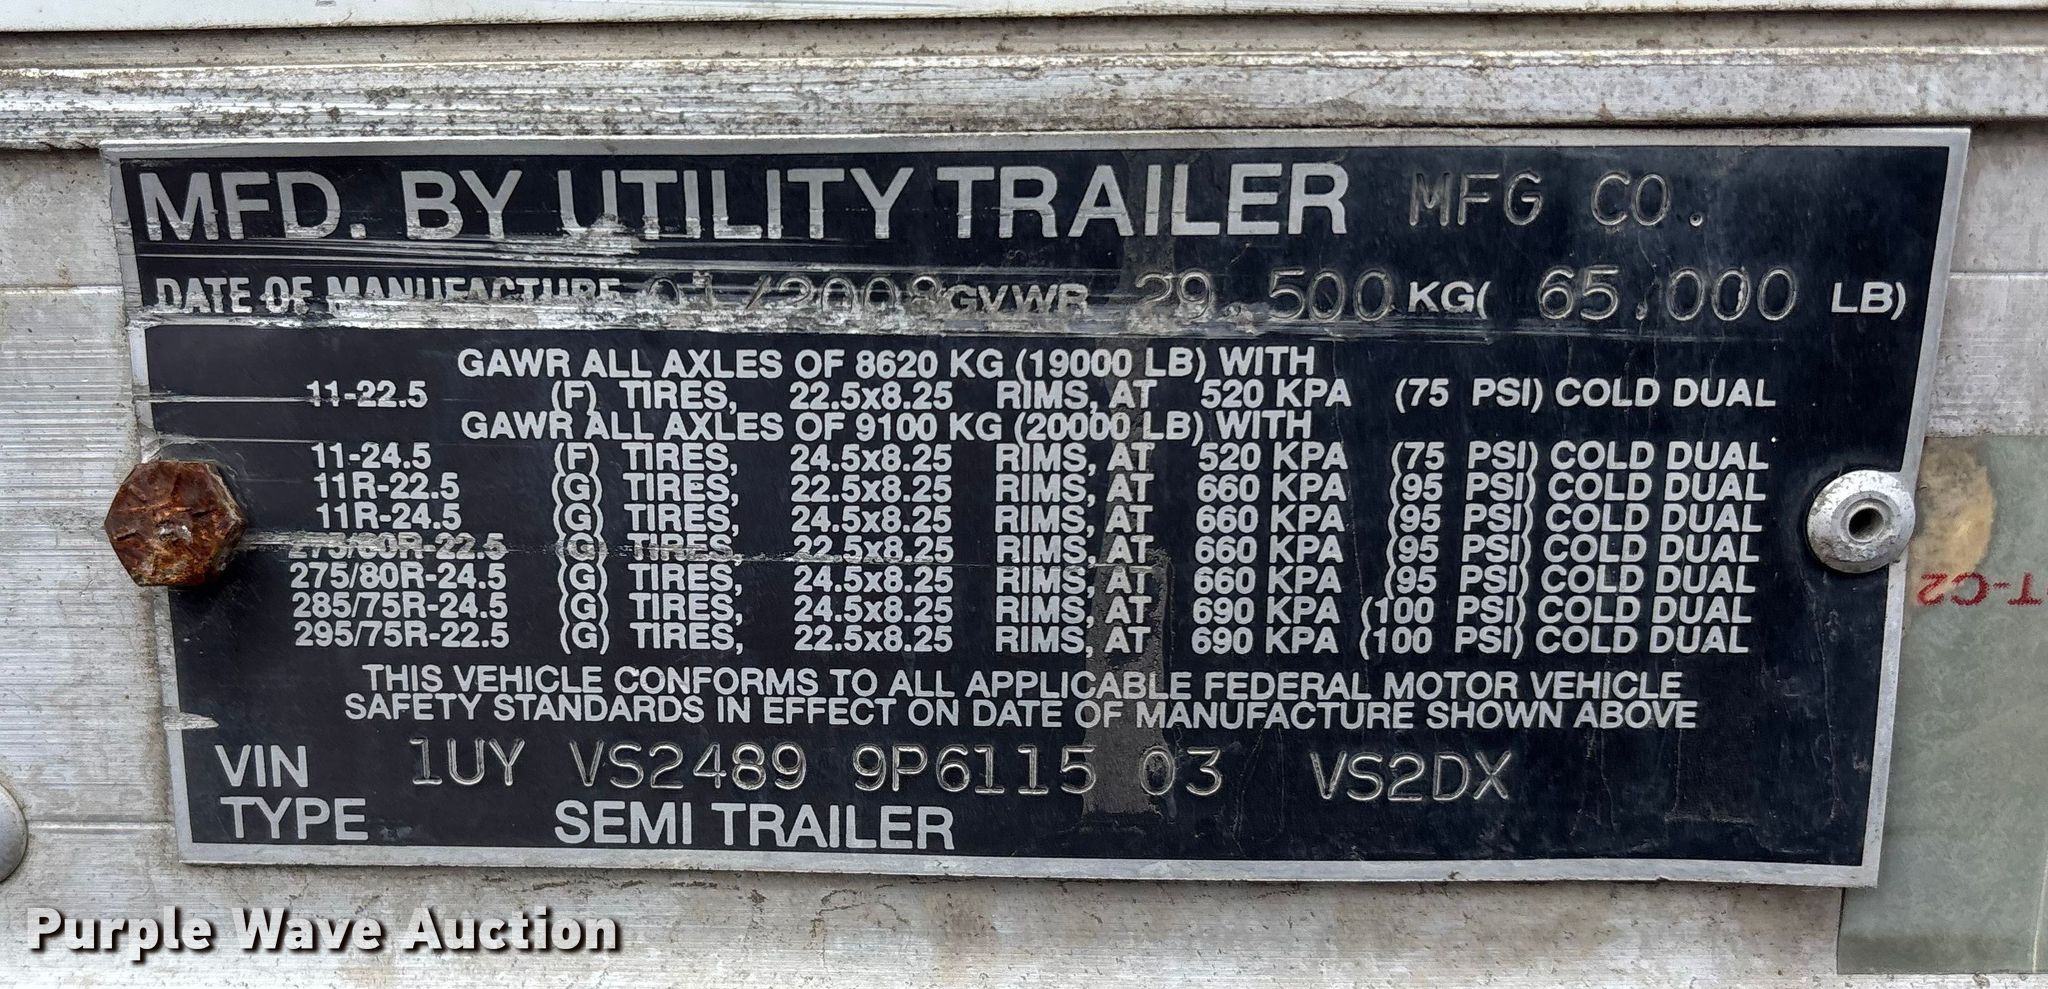 MFD. BY UTILITY TRAILER MFG CO.
DATE OF MANUFACTURE 01/2008 GVWR 29.500 KG( 65.000 LB)
GAWR ALL AXLES OF 8620 KG (19000 LB) WITH
11-22.5 (F) TIRES, 22.5x8.25 RIMS, AT 520 KPA (75 PSI) COLD DUAL
GAWR ALL AXLES OF 9100 KG (20000 LB) WITH
11-24.5 (F) TIRES, 24.5x8.25 RIMS, AT 520 KPA (75 PSI) COLD DUAL
11R-22.5 (G) TIRES, 22.5x8.25 RIMS, AT 660 KPA (95 PSI) COLD DUAL
11R-24.5 (G) TIRES, 24.5x8.25 RIMS, AT 660 KPA (95 PSI) COLD DUAL
275/80R-22.5 (G) TIRES, 22.5x8.25 RIMS, AT 660 KPA (95 PSI) COLD DUAL
275/80R-24.5 (G) TIRES, 24.5x8.25 RIMS, AT 660 KPA (95 PSI) COLD DUAL
285/75R-24.5 (G) TIRES, 24.5x8.25 RIMS, AT 690 KPA (100 PSI) COLD DUAL
295/75R-22.5 (G) TIRES, 22.5x8.25 RIMS, AT 690 KPA (100 PSI) COLD DUAL
THIS VEHICLE CONFORMS TO ALL APPLICABLE FEDERAL MOTOR VEHICLE
SAFETY STANDARDS IN EFFECT ON DATE OF MANUFACTURE SHOWN ABOVE
VIN 1UY VS2489 9P6115 03 VS2DX
TYPE SEMI TRAILER
T-C2
Purple Wave Auction